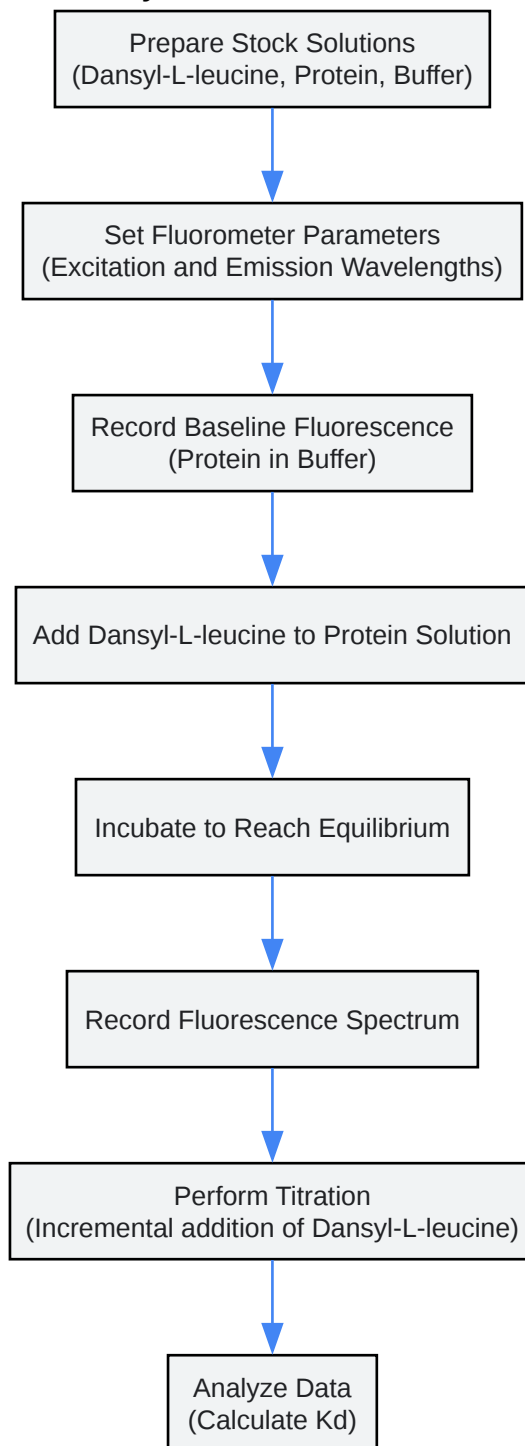 Prepare Stock Solutions
(Dansyl-L-leucine, Protein, Buffer)
Set Fluorometer Parameters
(Excitation and Emission Wavelengths)
Record Baseline Fluorescence
(Protein in Buffer)
Add Dansyl-L-leucine to Protein Solution
Incubate to Reach Equilibrium
Record Fluorescence Spectrum
Perform Titration
(Incremental addition of Dansyl-L-leucine)
Analyze Data
(Calculate Kd)